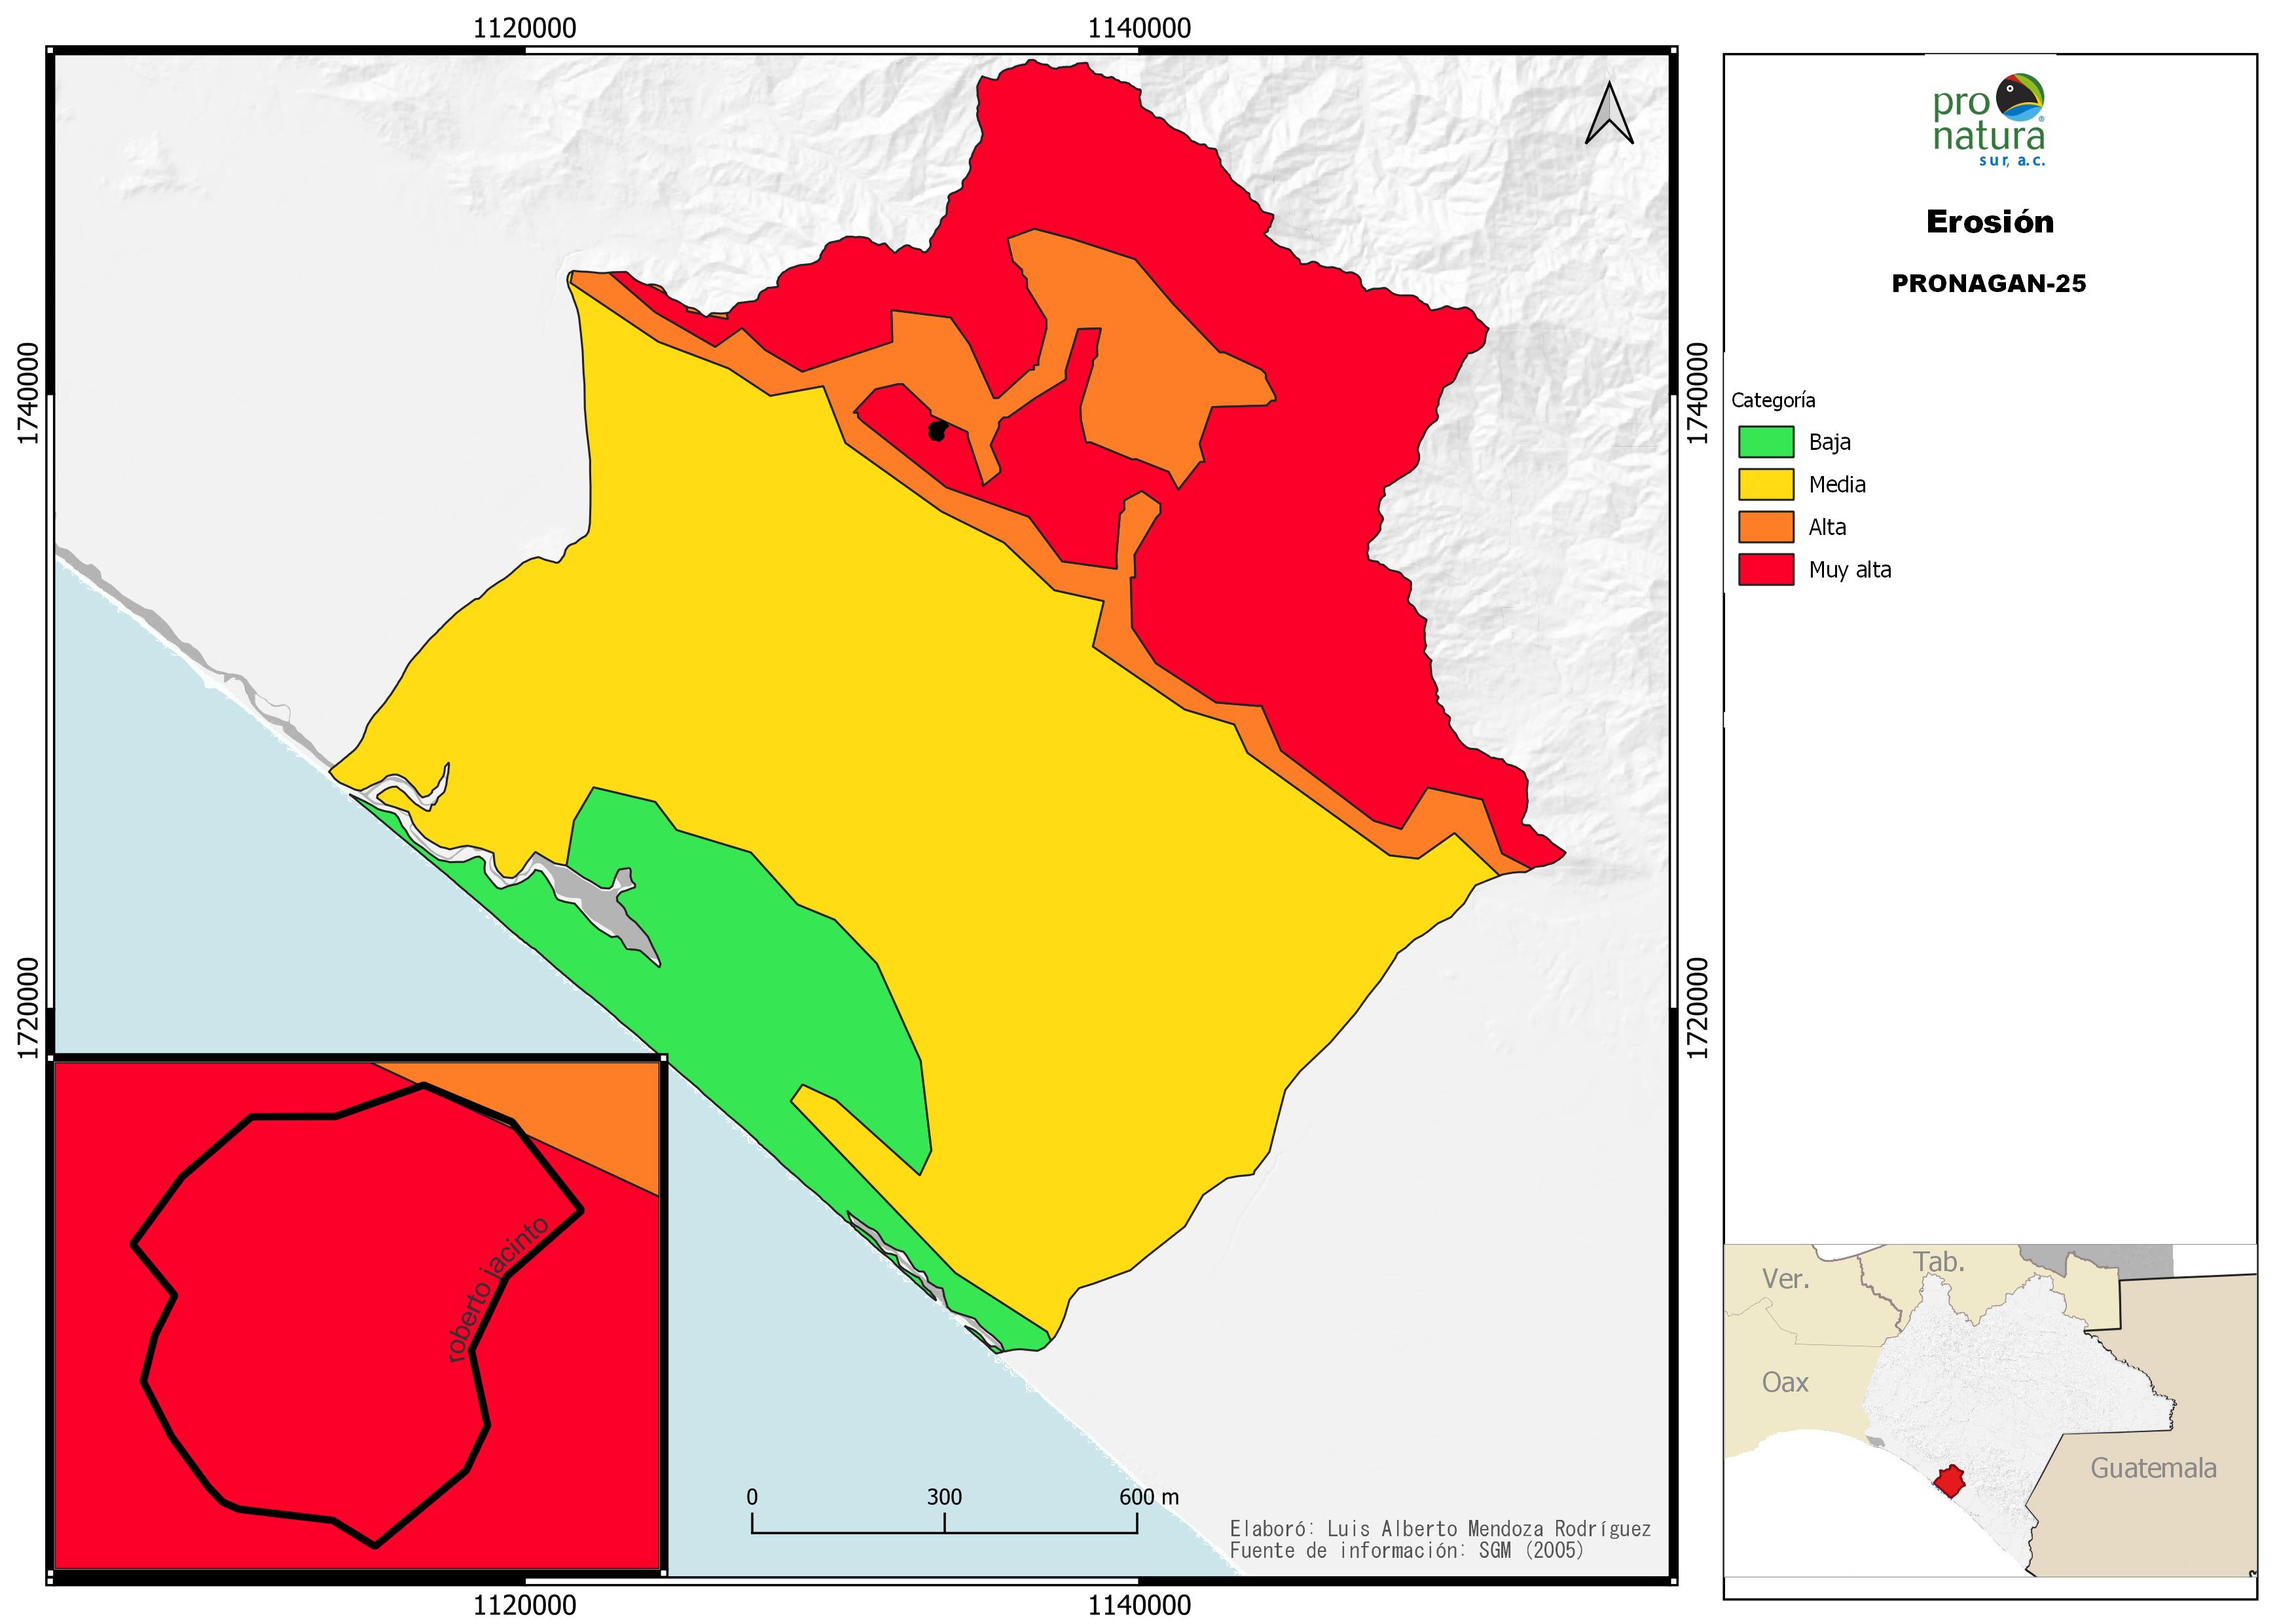 1120000
1140000
1740000
1740000
1720000
1720000
1120000
1140000
roberto jacinto
0
300
600 m
Elaboró: Luis Alberto Mendoza Rodríguez
Fuente de información: SGM (2005)
pro
natura
®
sur, a.c.
Erosión
PRONAGAN-25
Categoría
Baja
Media
Alta
Muy alta
Ver.
Tab.
Oax
Guatemala